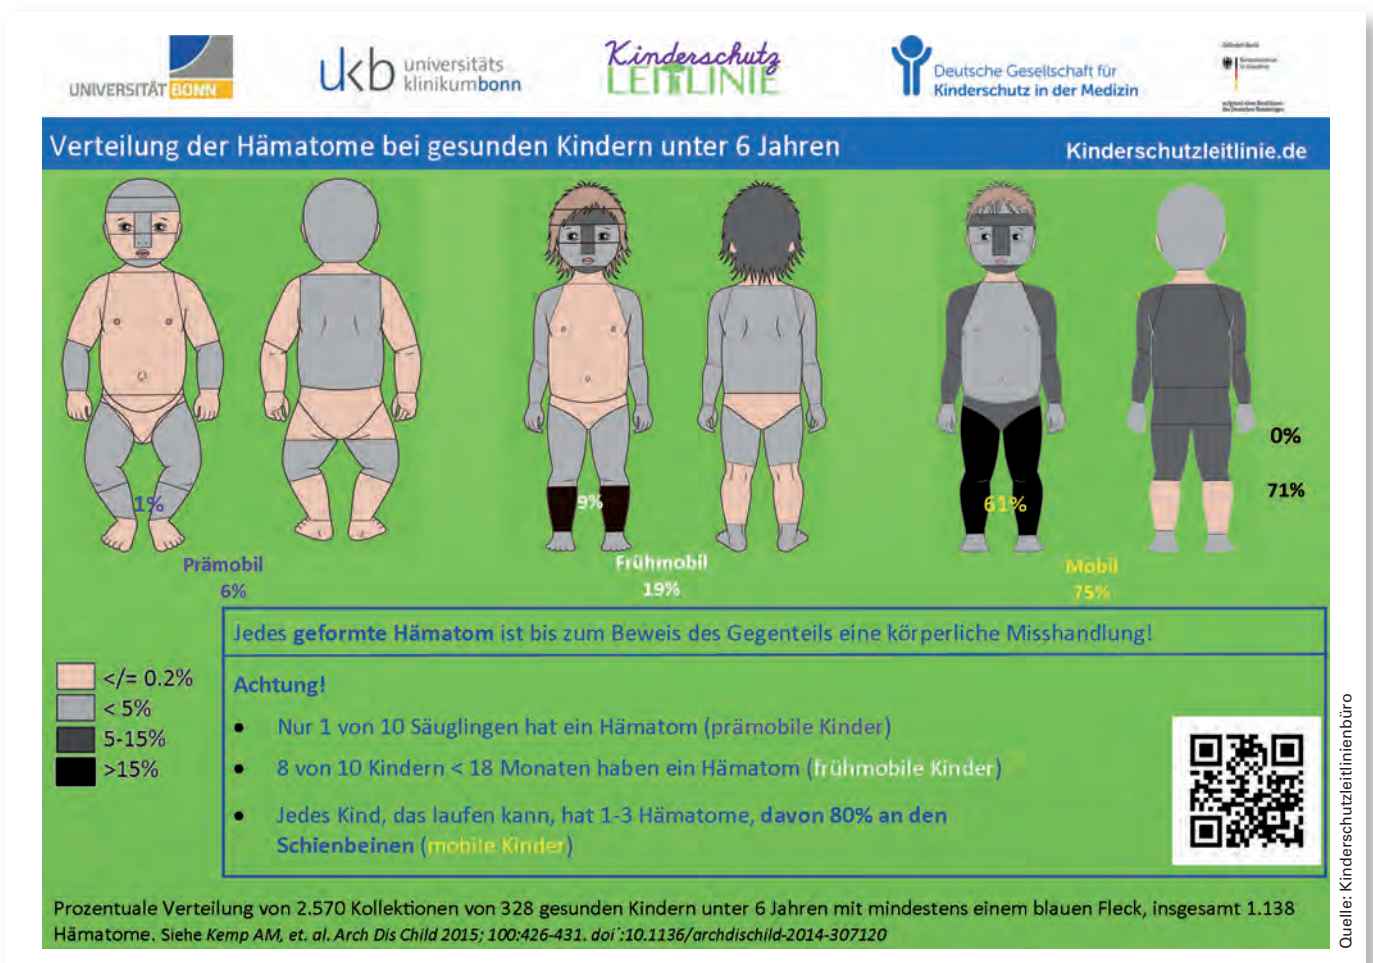 UNIVERSITÄT BONN
ukb universitäts
klinikumbonn
Kinderschutz
LEITLINIE
Deutsche Gesellschaft für
Kinderschutz in der Medizin
Verteilung der Hämatome bei gesunden Kindern unter 6 Jahren
Kinderschutzleitlinie.de
0%
71%
1%
9%
61%
Prämobil
6%
Frühmobil
19%
Mobil
75%
Jedes geformte Hämatom ist bis zum Beweis des Gegenteils eine körperliche Misshandlung!
</= 0.2%
< 5%
5-15%
>15%
Achtung!
• Nur 1 von 10 Säuglingen hat ein Hämatom (prämobile Kinder)
• 8 von 10 Kindern < 18 Monaten haben ein Hämatom (frühmobile Kinder)
• Jedes Kind, das laufen kann, hat 1-3 Hämatome, davon 80% an den
Schienbeinen (mobile Kinder)
Prozentuale Verteilung von 2.570 Kollektionen von 328 gesunden Kindern unter 6 Jahren mit mindestens einem blauen Fleck, insgesamt 1.138
Hämatome. Siehe Kemp AM, et. al. Arch Dis Child 2015; 100:426-431. doi´:10.1136/archdischild-2014-307120
Quelle: Kinderschutzleitlinienbüro